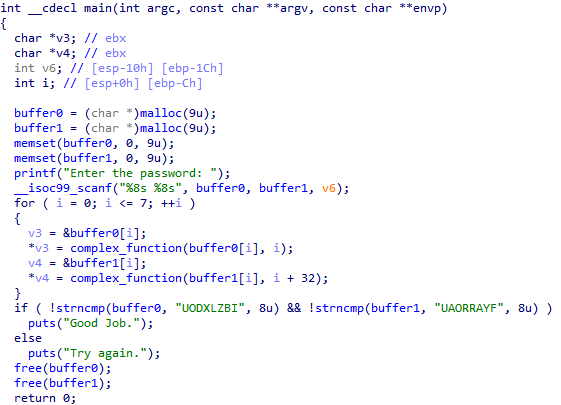 int __cdecl main(int argc, const char **argv, const char **envp)
{
  char *v3; // ebx
  char *v4; // ebx
  int v6; // [esp-10h] [ebp-1Ch]
  int i; // [esp+0h] [ebp-Ch]

  buffer0 = (char *)malloc(9u);
  buffer1 = (char *)malloc(9u);
  memset(buffer0, 0, 9u);
  memset(buffer1, 0, 9u);
  printf("Enter the password: ");
  __isoc99_scanf("%8s %8s", buffer0, buffer1, v6);
  for ( i = 0; i <= 7; ++i )
  {
    v3 = &buffer0[i];
    *v3 = complex_function(buffer0[i], i);
    v4 = &buffer1[i];
    *v4 = complex_function(buffer1[i], i + 32);
  }
  if ( !strncmp(buffer0, "UODXLZBI", 8u) && !strncmp(buffer1, "UAORRAYF", 8u) )
    puts("Good Job.");
  else
    puts("Try again.");
  free(buffer0);
  free(buffer1);
  return 0;